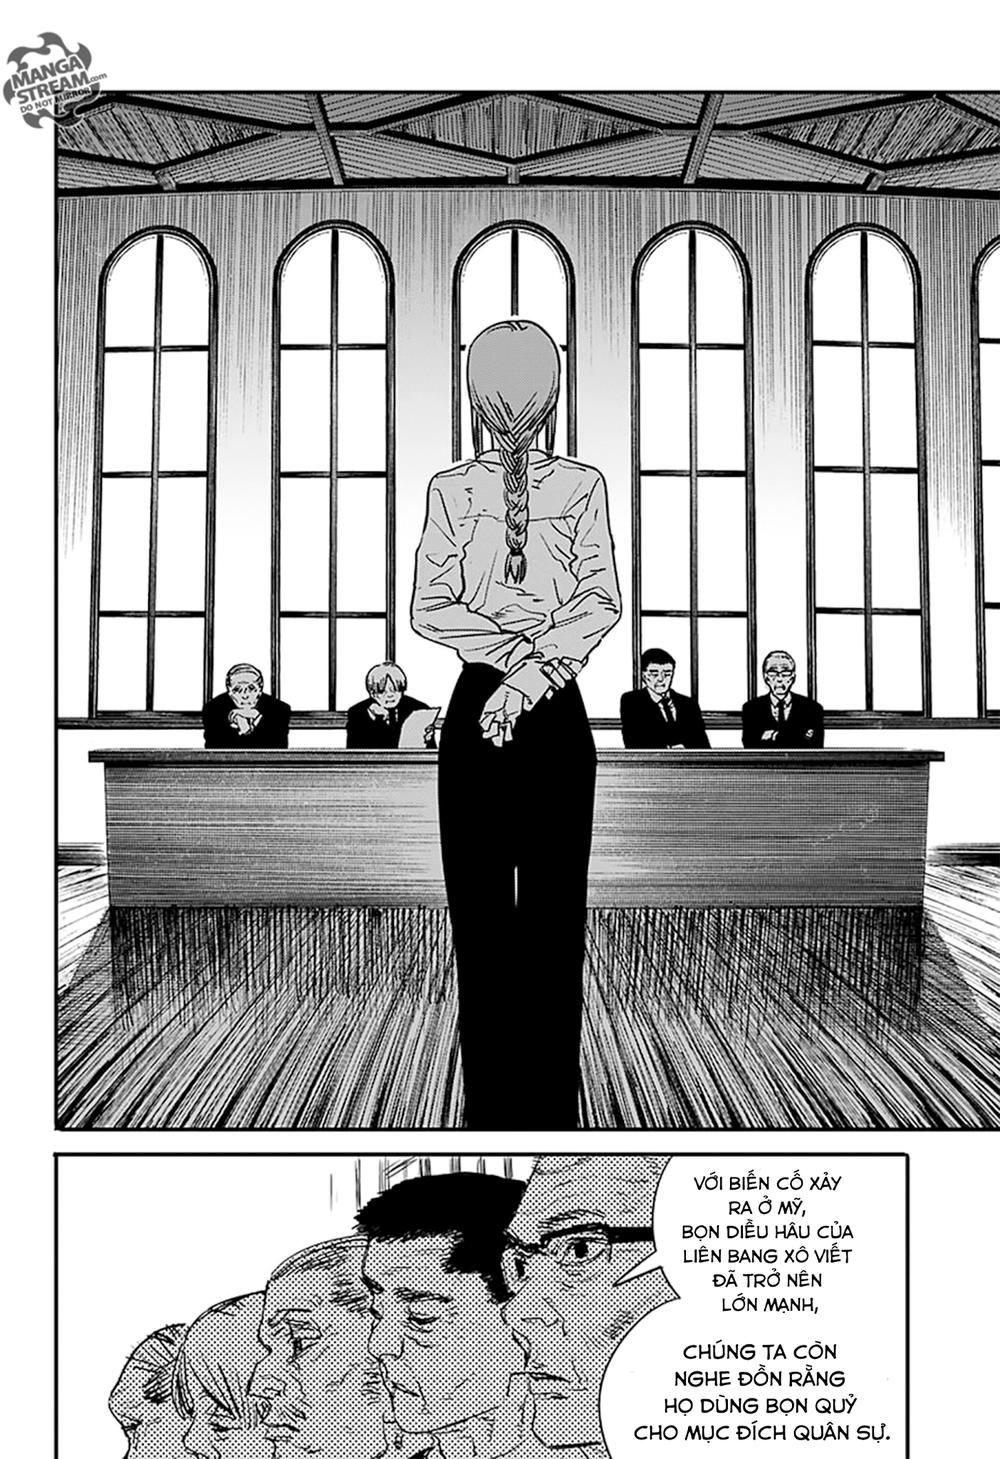 MANGA
STREAM.com
DO NOT MIRROR
VỚI BIẾN CỐ XẢY
RA Ở MỸ,
BỌN DIỀU HÂU CỦA
LIÊN BANG XÔ VIẾT
ĐÃ TRỞ NÊN
LỚN MẠNH,
CHÚNG TA CÒN
NGHE ĐỒN RẰNG
HỌ DÙNG BỌN QUỶ
CHO MỤC ĐÍCH QUÂN SỰ.